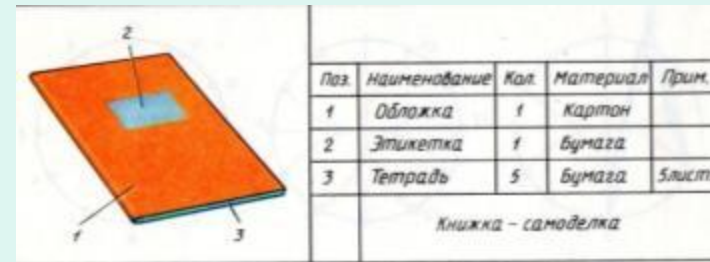 2
1
3
Поз. Наименование Кол. Материал Прим.
1 Обложка 1 Картон
2 Этикетка 1 Бумага
3 Тетрадь 5 Бумага 5лист
Книжка - самоделка